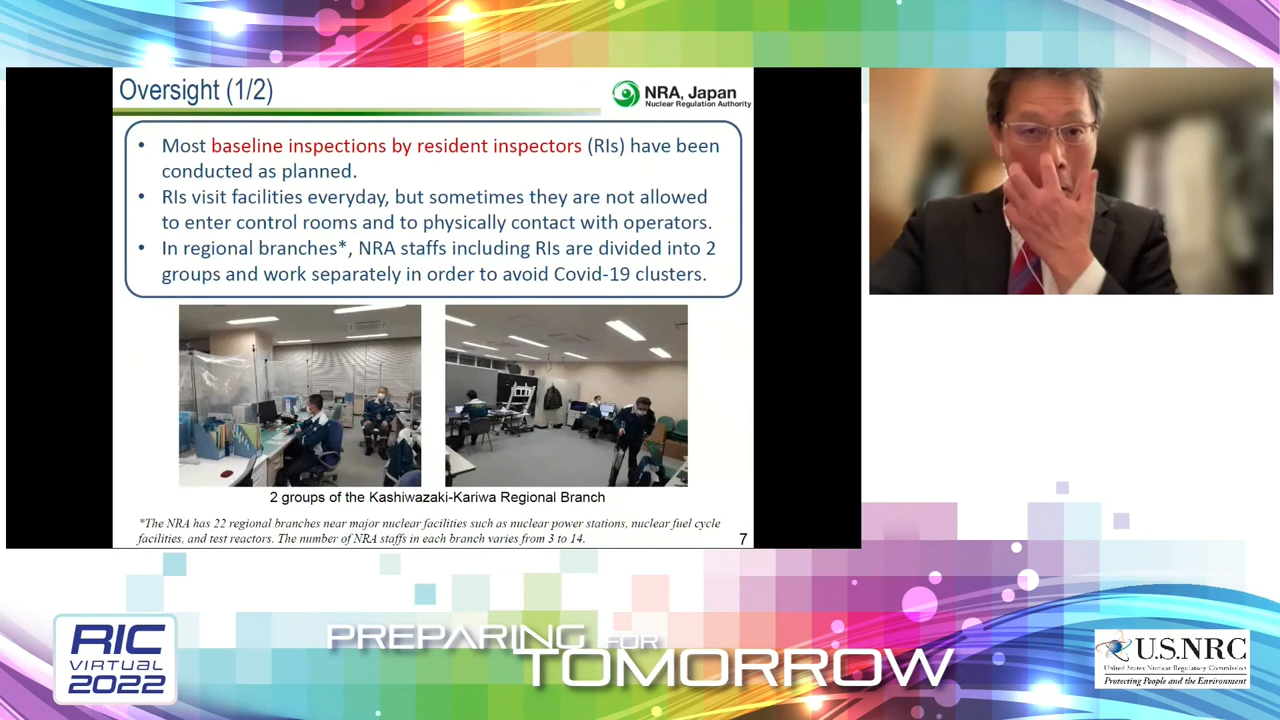 Oversight (1/2)
NRA, Japan
Nuclear Regulation Authority
• Most baseline inspections by resident inspectors (RIs) have been
conducted as planned.
• RIs visit facilities everyday, but sometimes they are not allowed
to enter control rooms and to physically contact with operators.
• In regional branches*, NRA staffs including RIs are divided into 2
groups and work separately in order to avoid Covid-19 clusters.
2 groups of the Kashiwazaki-Kariwa Regional Branch
*The NRA has 22 regional branches near major nuclear facilities such as nuclear power stations, nuclear fuel cycle
facilities, and test reactors. The number of NRA staffs in each branch varies from 3 to 14.
7
RIC
VIRTUAL
2022
PREPARING FOR
TOMORROW
U.S.NRC
United States Nuclear Regulatory Commission
Protecting People and the Environment